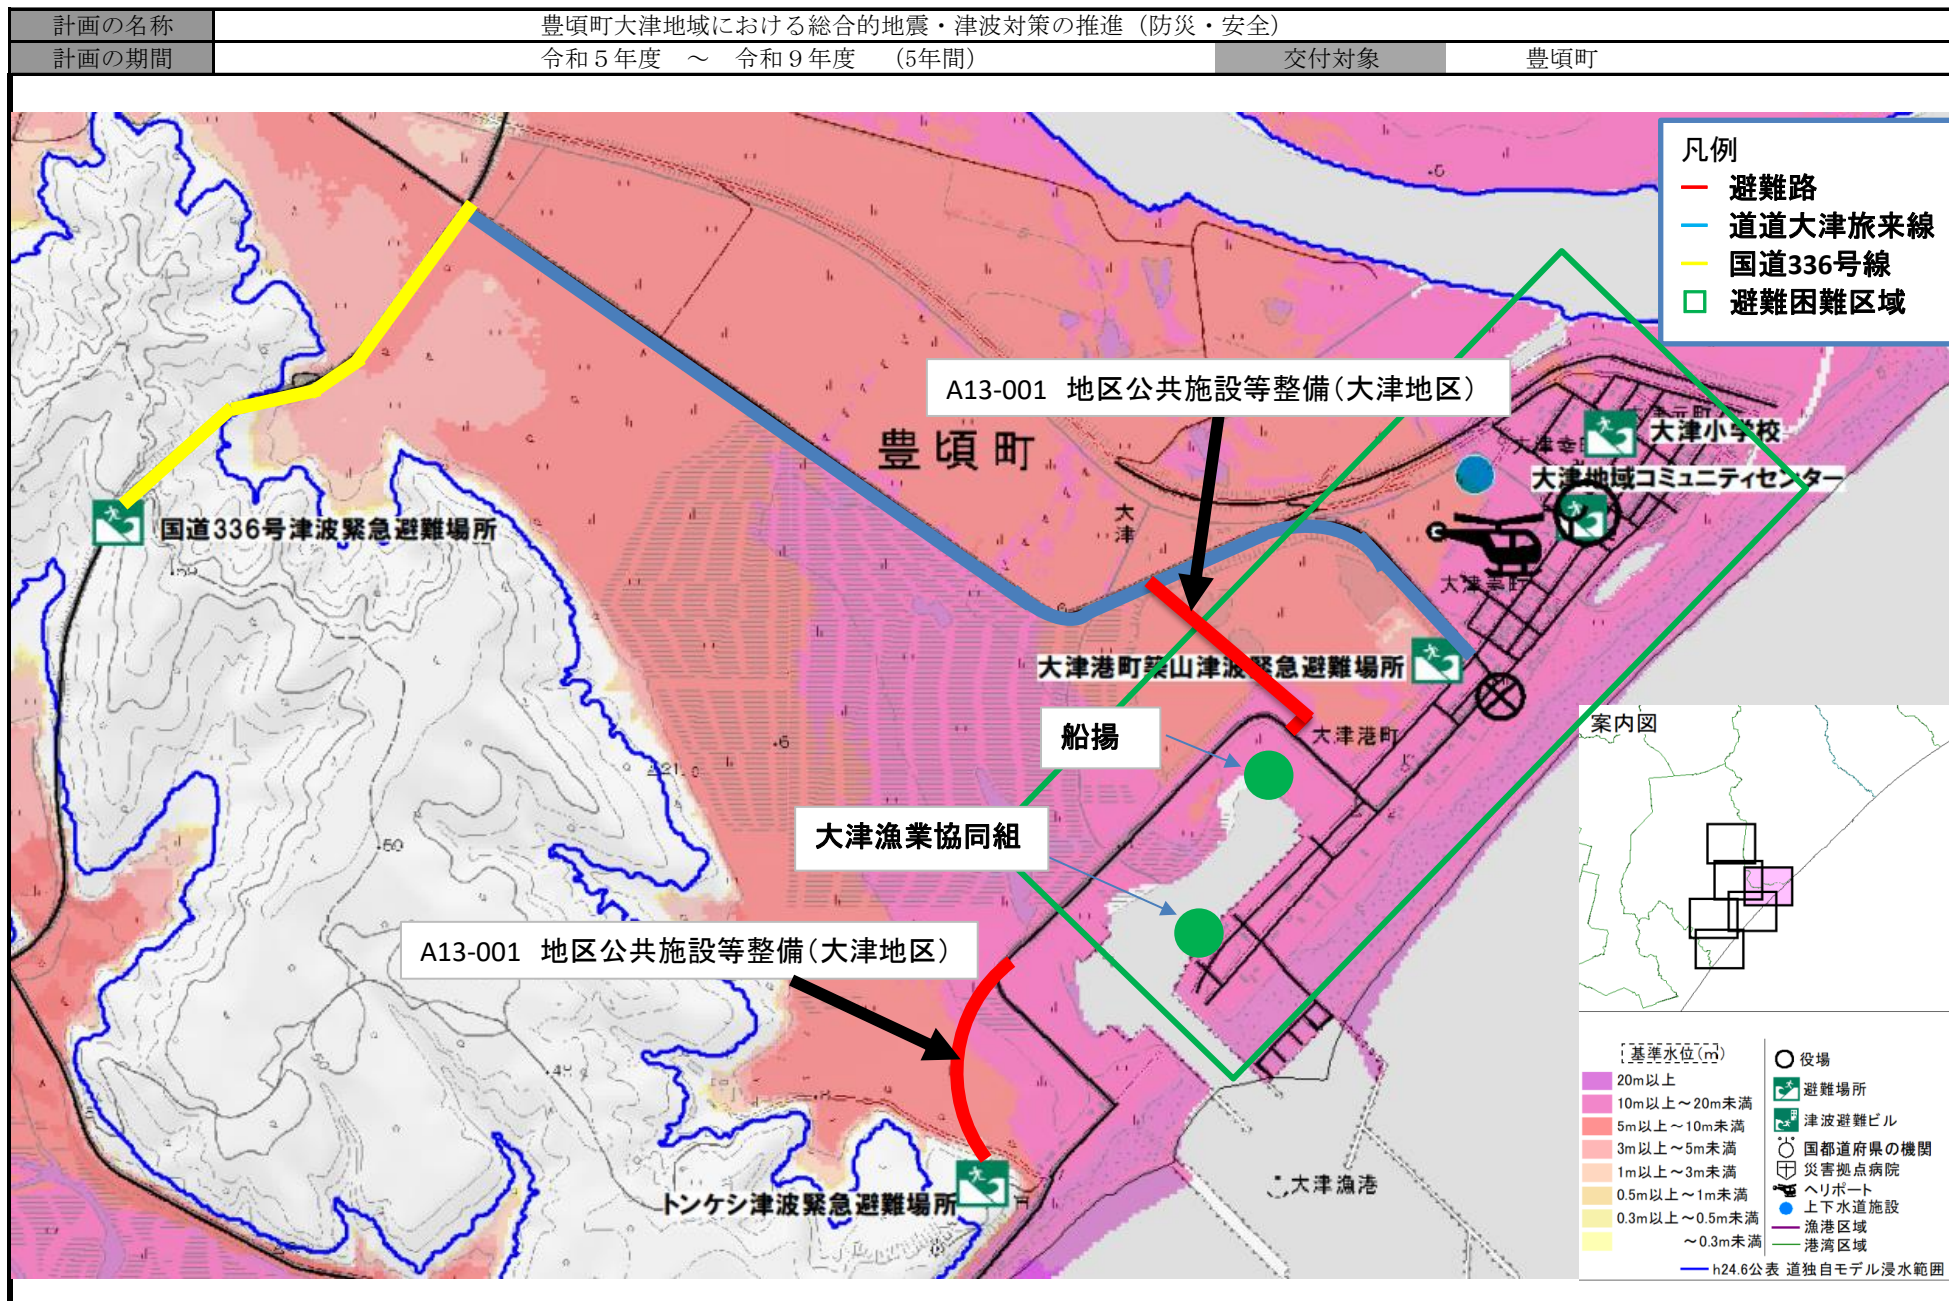 計画の名称
豊頃町大津地域における総合的地震・津波対策の推進（防災・安全）
計画の期間
令和５年度　～　令和９年度　（5年間）
交付対象
豊頃町
凡例
避難路
道道大津旅来線
国道336号線
避難困難区域
A13-001　地区公共施設等整備（大津地区）
豊頃町
大津
大津小学校
大津地域コミュニティセンター
国道336号津波緊急避難場所
大津港町築山津波緊急避難場所
船揚
大津港町
大津漁業協同組
A13-001　地区公共施設等整備（大津地区）
トンケシ津波緊急避難場所
大津漁港
案内図
基準水位(m)
20m以上
10m以上～20m未満
5m以上～10m未満
3m以上～5m未満
1m以上～3m未満
0.5m以上～1m未満
0.3m以上～0.5m未満
～0.3m未満
役場
避難場所
津波避難ビル
国都道府県の機関
災害拠点病院
ヘリポート
上下水道施設
漁港区域
港湾区域
h24.6公表 道独自モデル浸水範囲